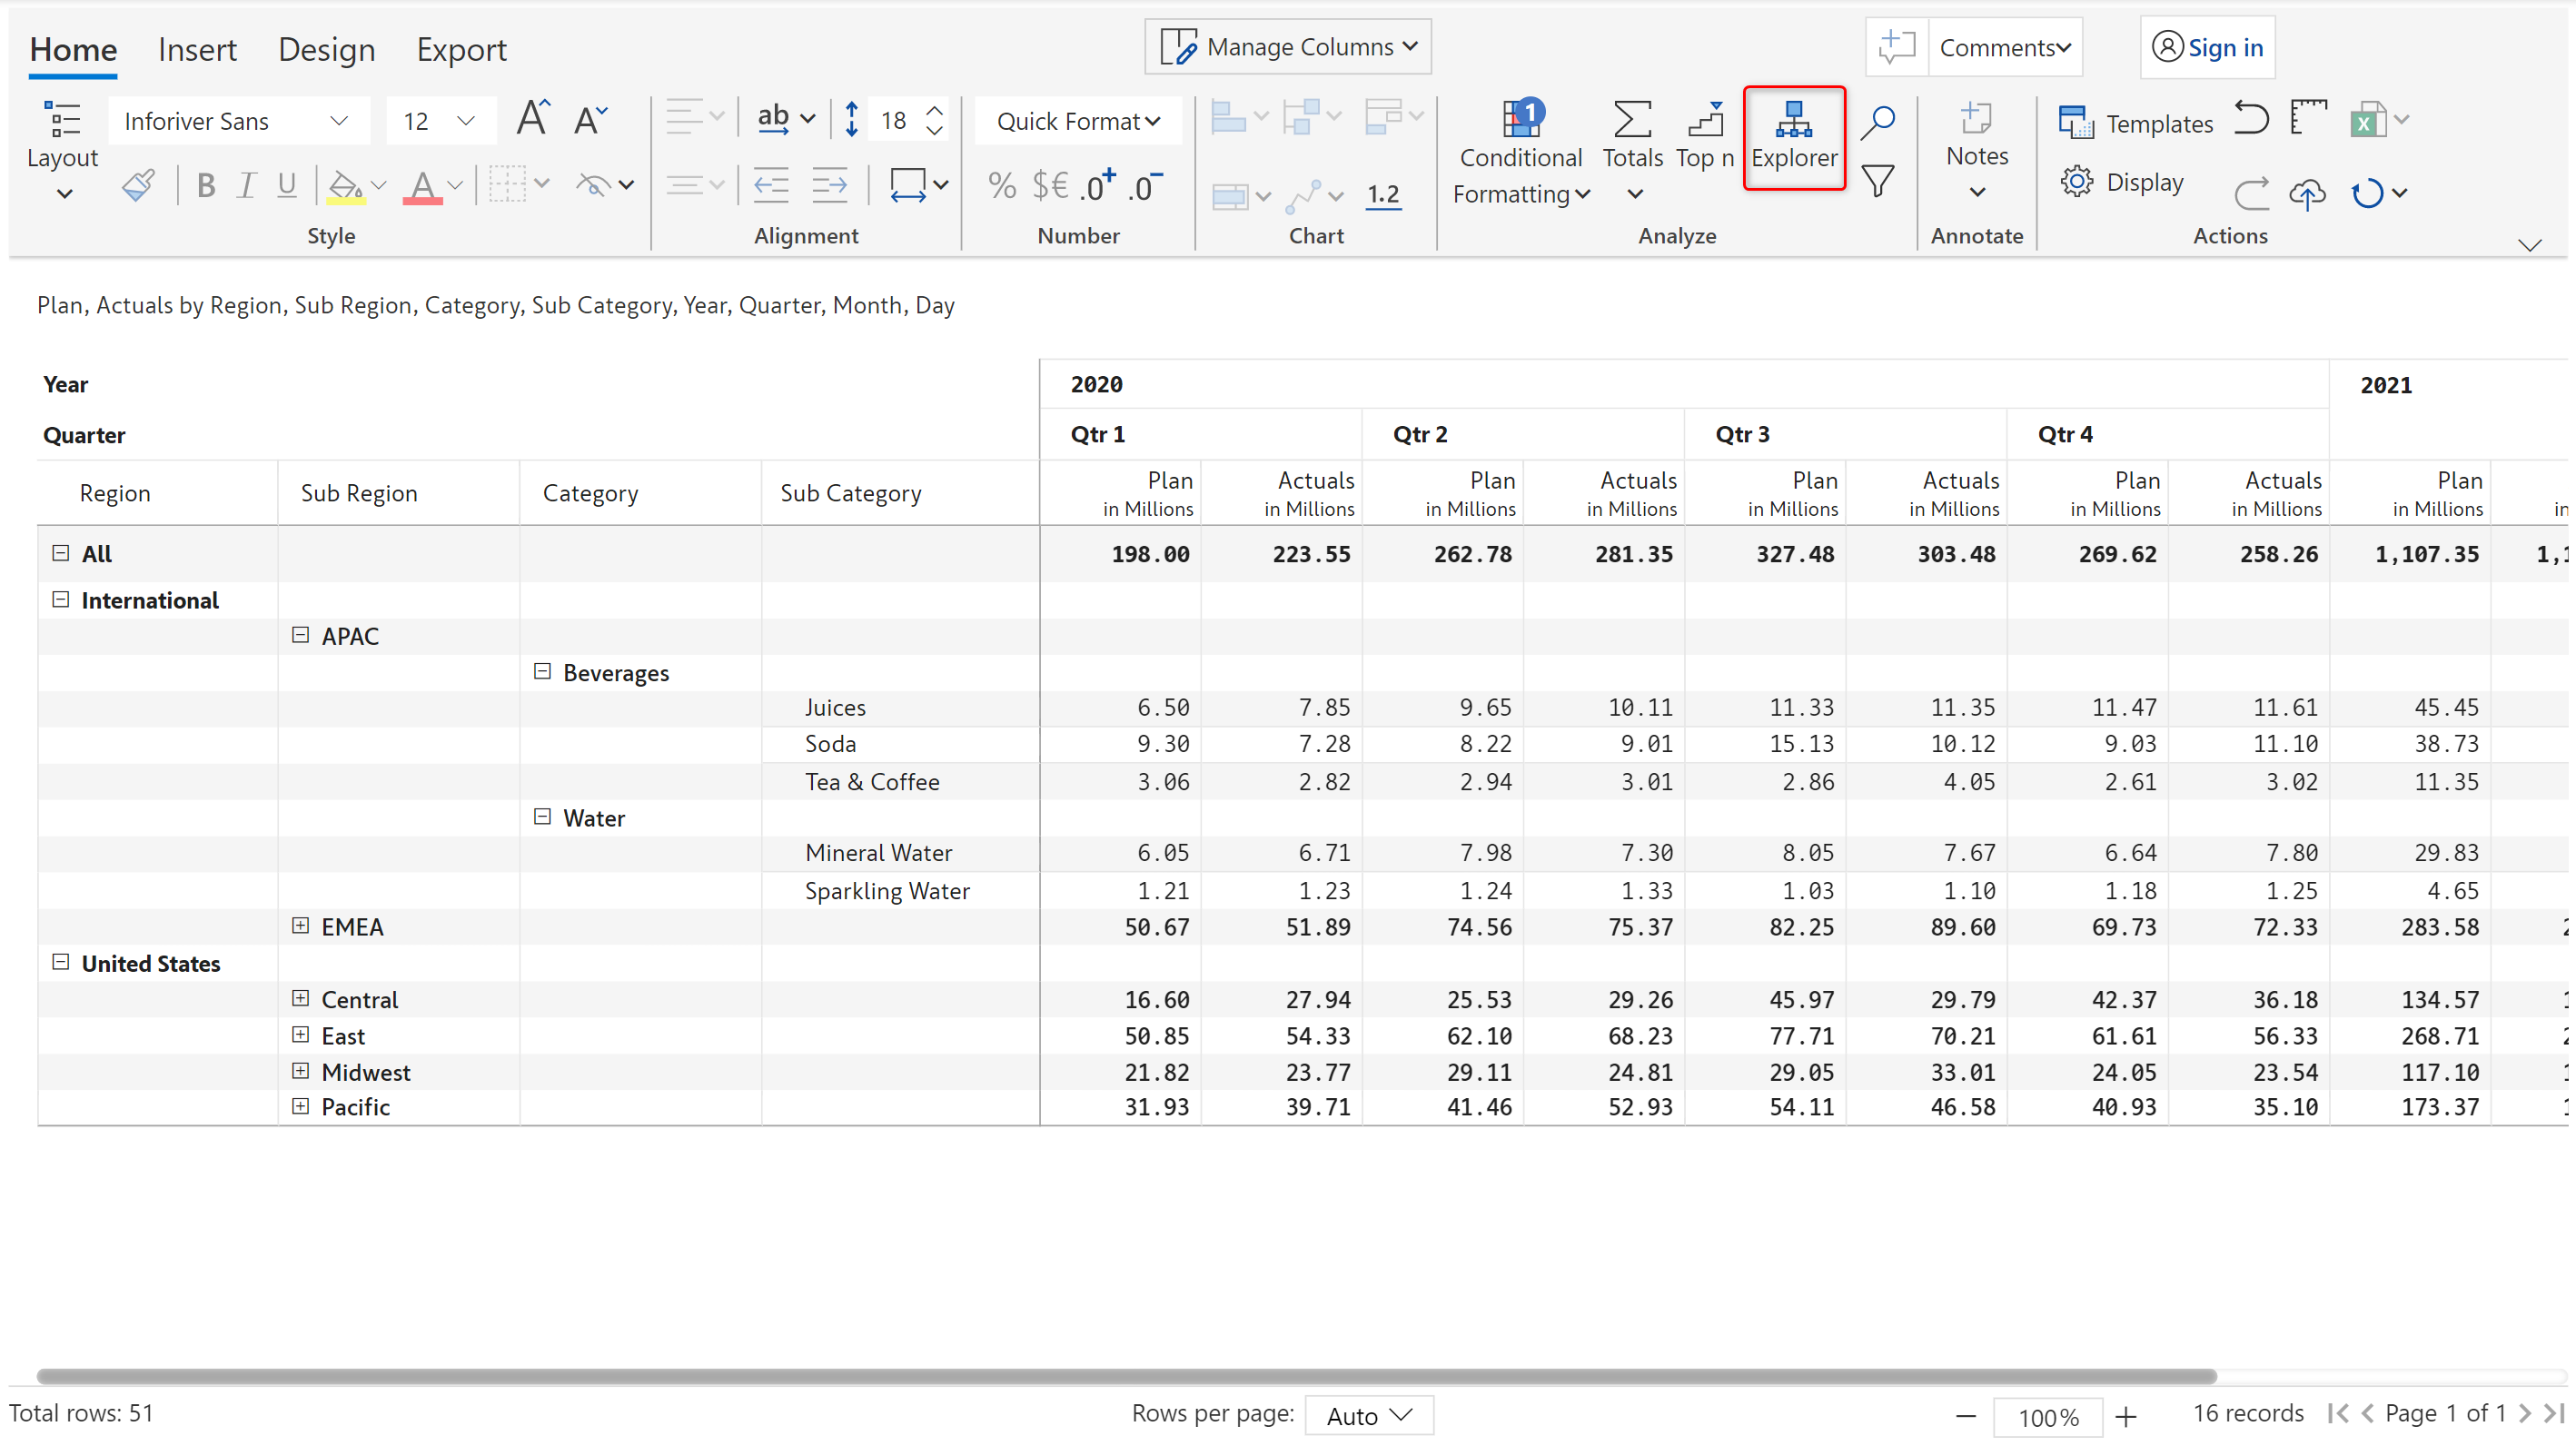 Home Insert Design Export Manage Columns Comments Sign in
Inforiver Sans 12 ab 18 Quick Format 1
Layout Conditional Formatting Totals Top n Explorer Notes Templates
B I U A % $€ .0+ .0- 1.2 Display
Style Alignment Number Chart Analyze Annotate Actions
Plan, Actuals by Region, Sub Region, Category, Sub Category, Year, Quarter, Month, Day
Year 2020 2021
Quarter Qtr 1 Qtr 2 Qtr 3 Qtr 4
Region Sub Region Category Sub Category Plan Actuals Plan Actuals Plan Actuals Plan Actuals Plan
in Millions in Millions in Millions in Millions in Millions in Millions in Millions in Millions in Millions in
All 198.00 223.55 262.78 281.35 327.48 303.48 269.62 258.26 1,107.35 1,1
International
APAC
Beverages
Juices 6.50 7.85 9.65 10.11 11.33 11.35 11.47 11.61 45.45
Soda 9.30 7.28 8.22 9.01 15.13 10.12 9.03 11.10 38.73
Tea & Coffee 3.06 2.82 2.94 3.01 2.86 4.05 2.61 3.02 11.35
Water
Mineral Water 6.05 6.71 7.98 7.30 8.05 7.67 6.64 7.80 29.83
Sparkling Water 1.21 1.23 1.24 1.33 1.03 1.10 1.18 1.25 4.65
EMEA 50.67 51.89 74.56 75.37 82.25 89.60 69.73 72.33 283.58 2
United States
Central 16.60 27.94 25.53 29.26 45.97 29.79 42.37 36.18 134.57 1
East 50.85 54.33 62.10 68.23 77.71 70.21 61.61 56.33 268.71 2
Midwest 21.82 23.77 29.11 24.81 29.05 33.01 24.05 23.54 117.10 1
Pacific 31.93 39.71 41.46 52.93 54.11 46.58 40.93 35.10 173.37 1
Total rows: 51 Rows per page: Auto 100% 16 records Page 1 of 1